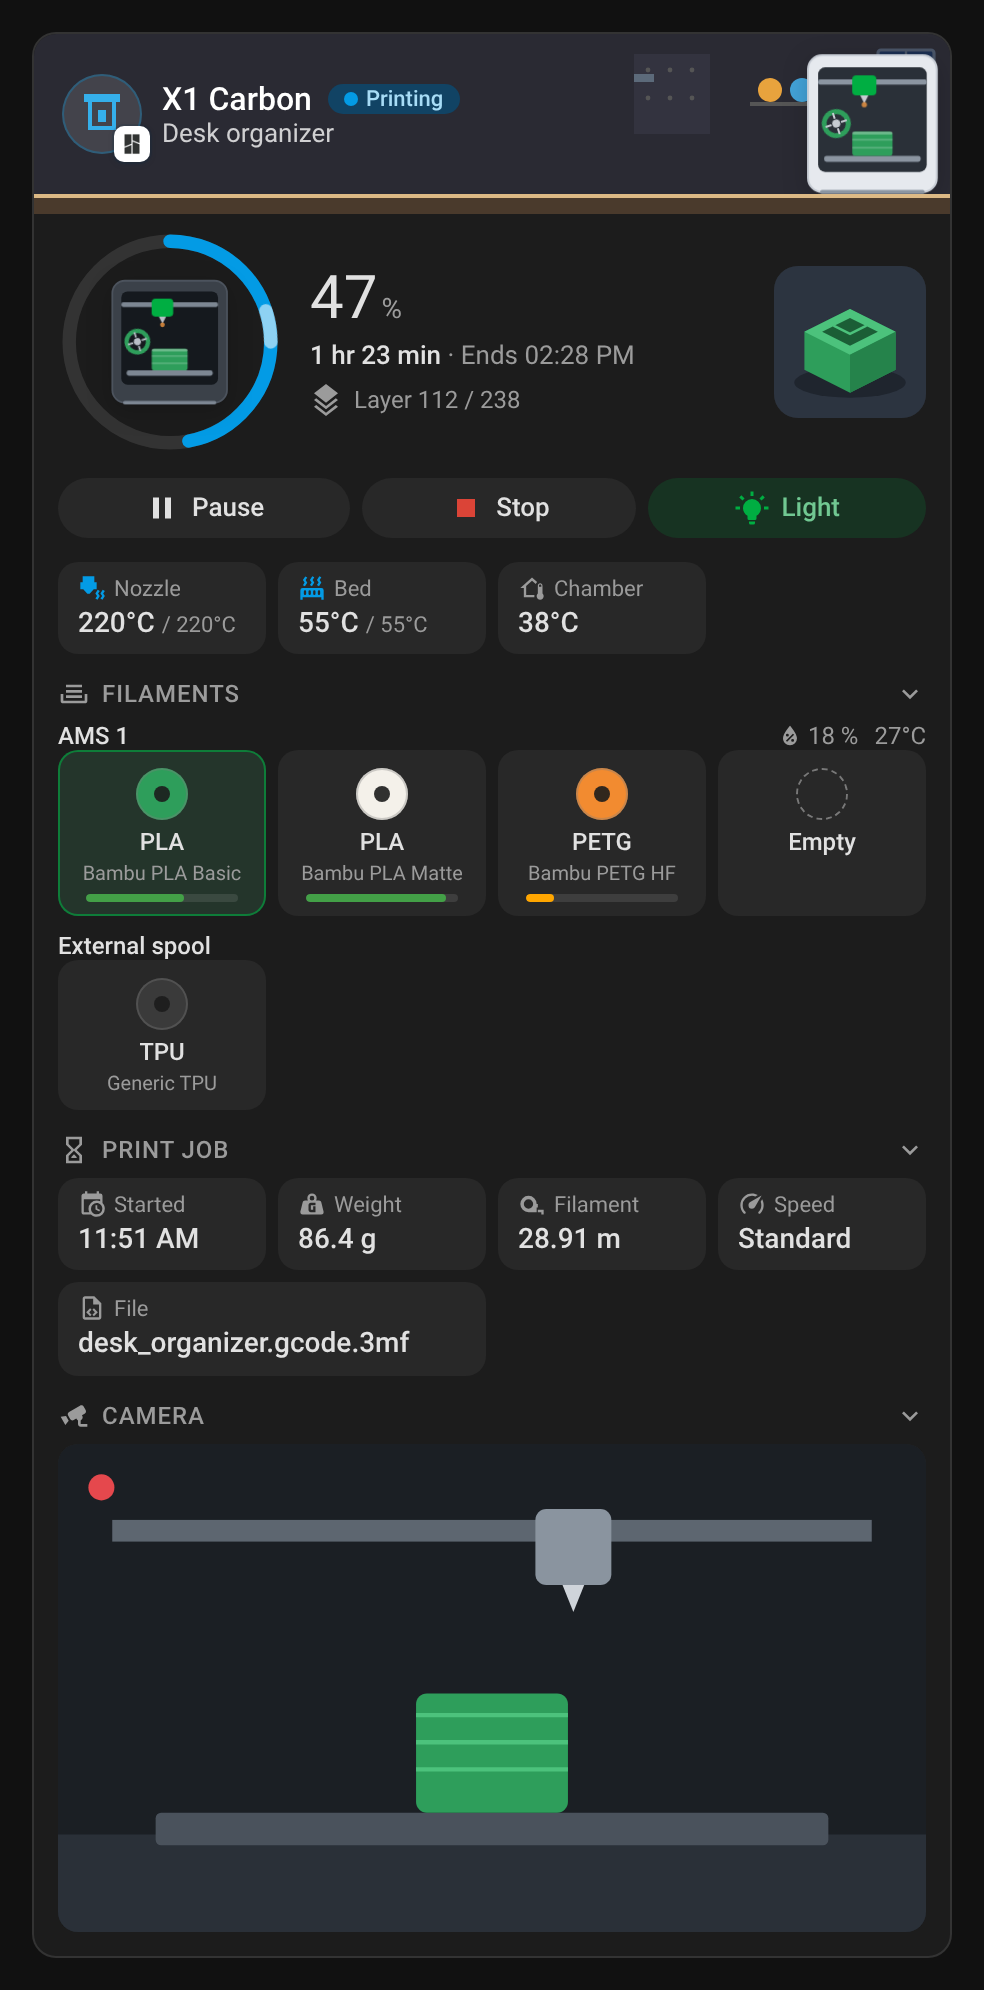 X1 Carbon
Printing
Desk organizer
47 %
1 hr 23 min · Ends 02:28 PM
Layer 112 / 238
Pause
Stop
Light
Nozzle
220°C / 220°C
Bed
55°C / 55°C
Chamber
38°C
FILAMENTS
AMS 1
18 % 27°C
PLA
Bambu PLA Basic
PLA
Bambu PLA Matte
PETG
Bambu PETG HF
Empty
External spool
TPU
Generic TPU
PRINT JOB
Started
11:51 AM
Weight
86.4 g
Filament
28.91 m
Speed
Standard
File
desk_organizer.gcode.3mf
CAMERA